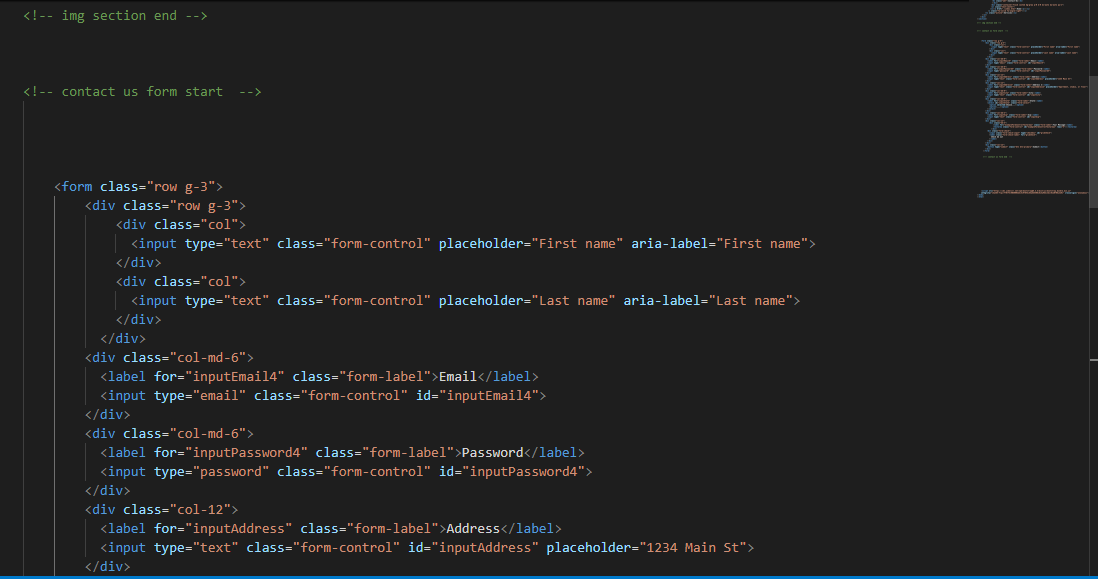 <!-- img section end -->
<!-- contact us form start  -->
<form class="row g-3">
<div class="row g-3">
<div class="col">
<input type="text" class="form-control" placeholder="First name" aria-label="First name">
</div>
<div class="col">
<input type="text" class="form-control" placeholder="Last name" aria-label="Last name">
</div>
</div>
<div class="col-md-6">
<label for="inputEmail4" class="form-label">Email</label>
<input type="email" class="form-control" id="inputEmail4">
</div>
<div class="col-md-6">
<label for="inputPassword4" class="form-label">Password</label>
<input type="password" class="form-control" id="inputPassword4">
</div>
<div class="col-12">
<label for="inputAddress" class="form-label">Address</label>
<input type="text" class="form-control" id="inputAddress" placeholder="1234 Main St">
</div>